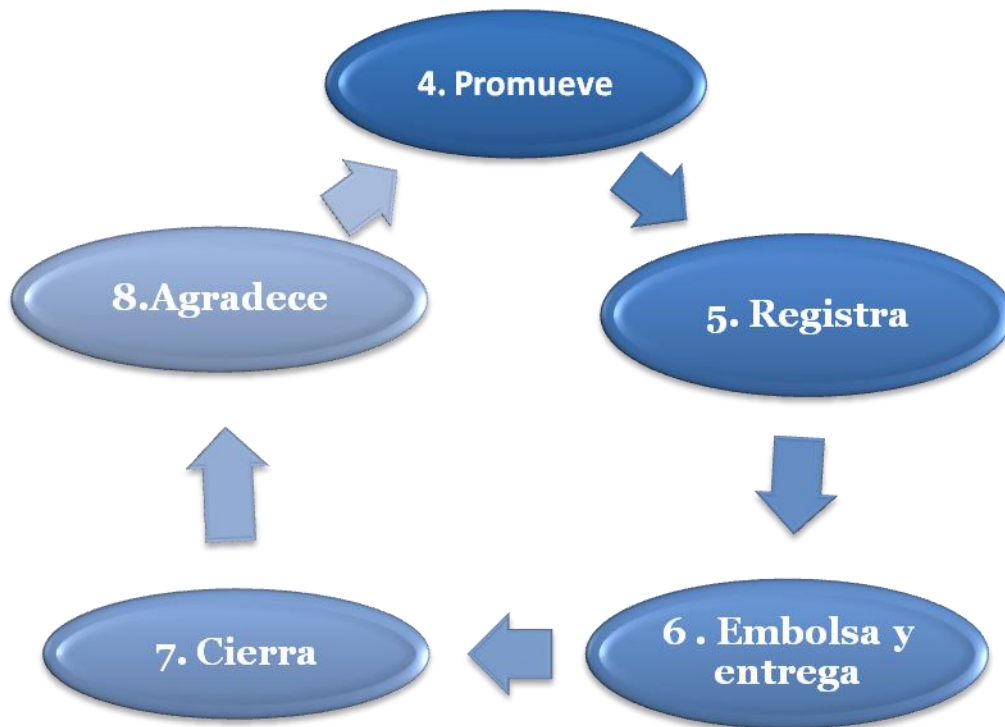 4. Promueve
5. Registra
6 . Embolsa y
entrega
7. Cierra
8.Agradece